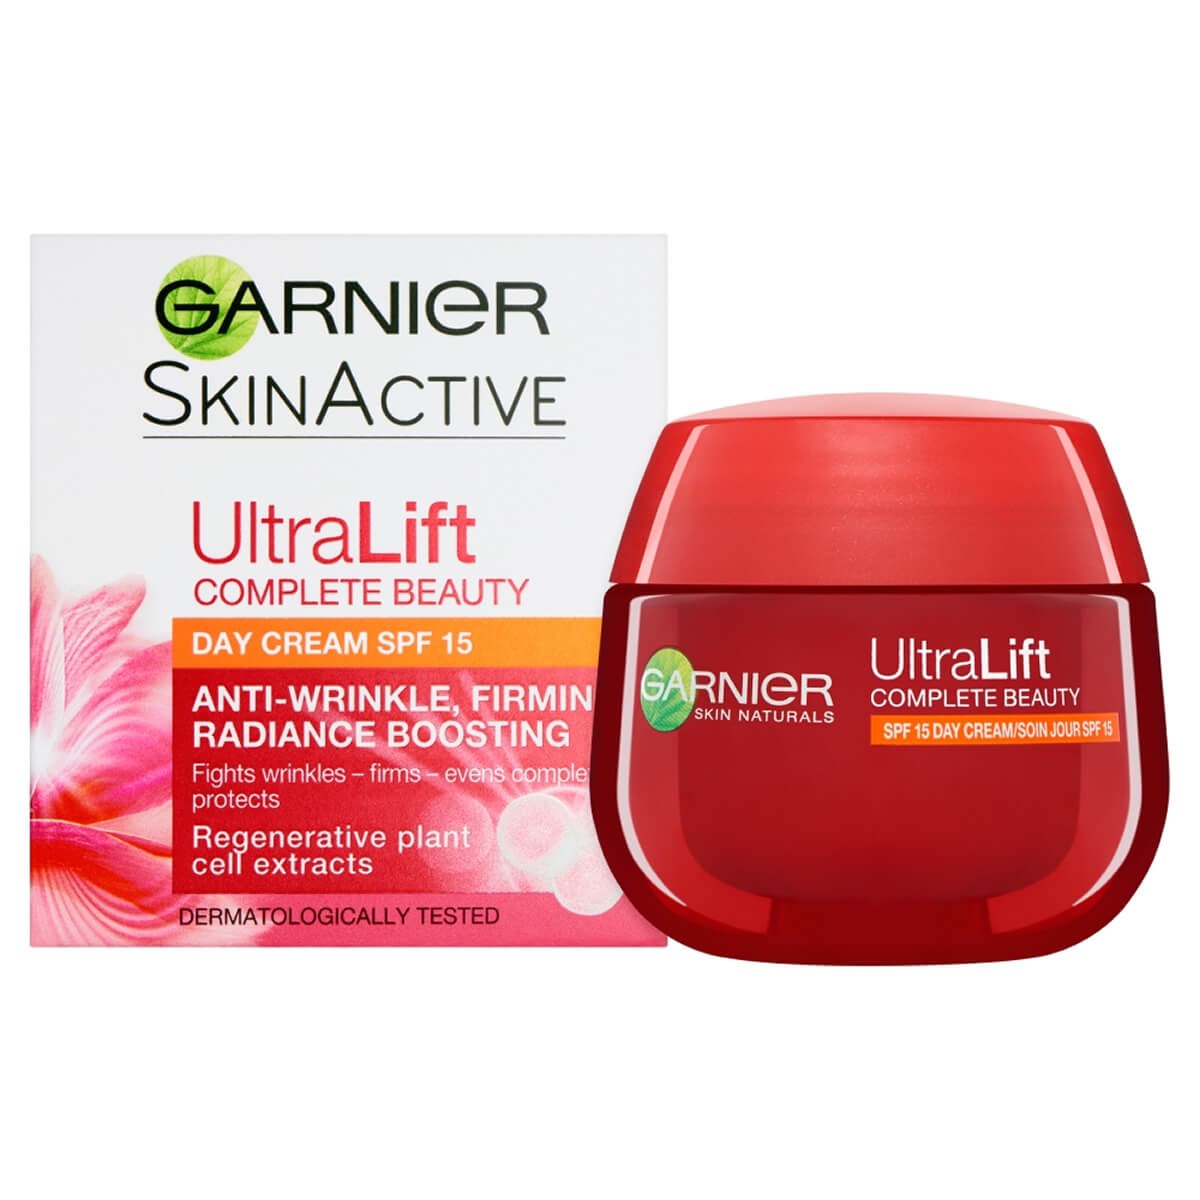 GARNIER
SKINACTIVE
UltraLift
COMPLETE BEAUTY
DAY CREAM SPF 15
ANTI-WRINKLE, FIRMIN
RADIANCE BOOSTING
Fights wrinkles – firms – evens comple
protects
Regenerative plant
cell extracts
DERMATOLOGICALLY TESTED
GARNIER
SKIN NATURALS
UltraLift
COMPLETE BEAUTY
SPF 15 DAY CREAM/SOIN JOUR SPF 15